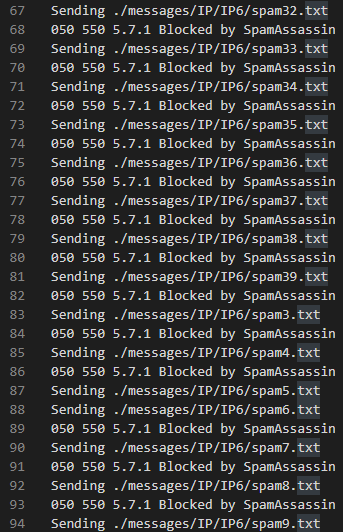 67 Sending ./messages/IP/IP6/spam32.txt
68 050 550 5.7.1 Blocked by SpamAssassin
69 Sending ./messages/IP/IP6/spam33.txt
70 050 550 5.7.1 Blocked by SpamAssassin
71 Sending ./messages/IP/IP6/spam34.txt
72 050 550 5.7.1 Blocked by SpamAssassin
73 Sending ./messages/IP/IP6/spam35.txt
74 050 550 5.7.1 Blocked by SpamAssassin
75 Sending ./messages/IP/IP6/spam36.txt
76 050 550 5.7.1 Blocked by SpamAssassin
77 Sending ./messages/IP/IP6/spam37.txt
78 050 550 5.7.1 Blocked by SpamAssassin
79 Sending ./messages/IP/IP6/spam38.txt
80 050 550 5.7.1 Blocked by SpamAssassin
81 Sending ./messages/IP/IP6/spam39.txt
82 050 550 5.7.1 Blocked by SpamAssassin
83 Sending ./messages/IP/IP6/spam3.txt
84 050 550 5.7.1 Blocked by SpamAssassin
85 Sending ./messages/IP/IP6/spam4.txt
86 050 550 5.7.1 Blocked by SpamAssassin
87 Sending ./messages/IP/IP6/spam5.txt
88 Sending ./messages/IP/IP6/spam6.txt
89 050 550 5.7.1 Blocked by SpamAssassin
90 Sending ./messages/IP/IP6/spam7.txt
91 050 550 5.7.1 Blocked by SpamAssassin
92 Sending ./messages/IP/IP6/spam8.txt
93 050 550 5.7.1 Blocked by SpamAssassin
94 Sending ./messages/IP/IP6/spam9.txt